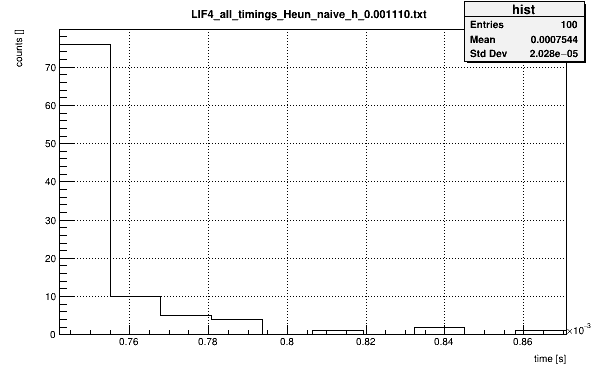 LIF4_all_timings_Heun_naive_h_0.001110.txt
hist
Entries 100
Mean 0.0007544
Std Dev 2.028e−05
counts []
70
60
50
40
30
20
10
0
0.76 0.78 0.8 0.82 0.84 0.86
×10⁻³
time [s]